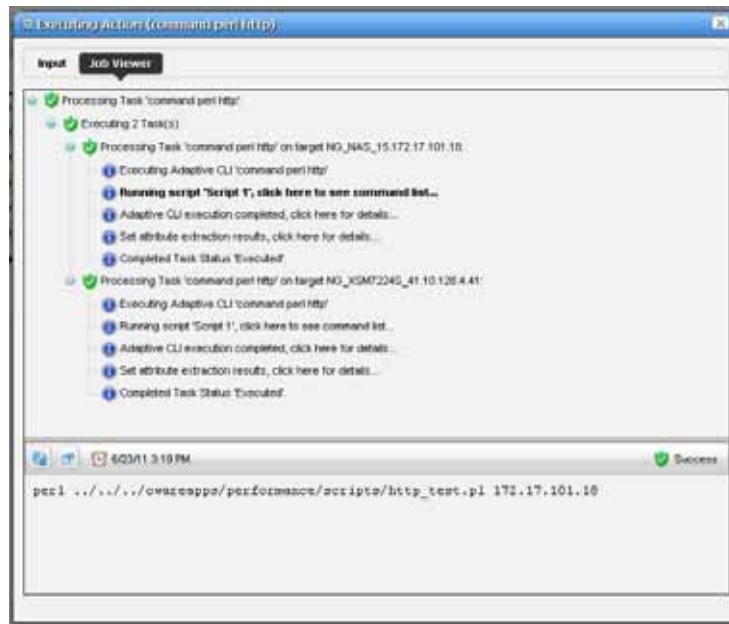 Executing Action (command perl http)
Input Job Viewer
Processing Task 'command perl http'
Executing 2 Task(s)
Processing Task 'command perl http' on target NG_NAS_15.172.17.101.18:
Executing Adaptive CLI 'command perl http'
Running script 'Script 1', click here to see command list...
Adaptive CLI execution completed, click here for details...
Set attribute extraction results, click here for details...
Completed Task Status 'Executed'
Processing Task 'command perl http' on target NG_XSM7224S_41.10.128.4.41:
Executing Adaptive CLI 'command perl http'
Running script 'Script 1', click here to see command list...
Adaptive CLI execution completed, click here for details...
Set attribute extraction results, click here for details...
Completed Task Status 'Executed'
6/23/11 3:19 PM Success
perl ../../../owareapps/performance/scripts/http_test.pl 172.17.101.18